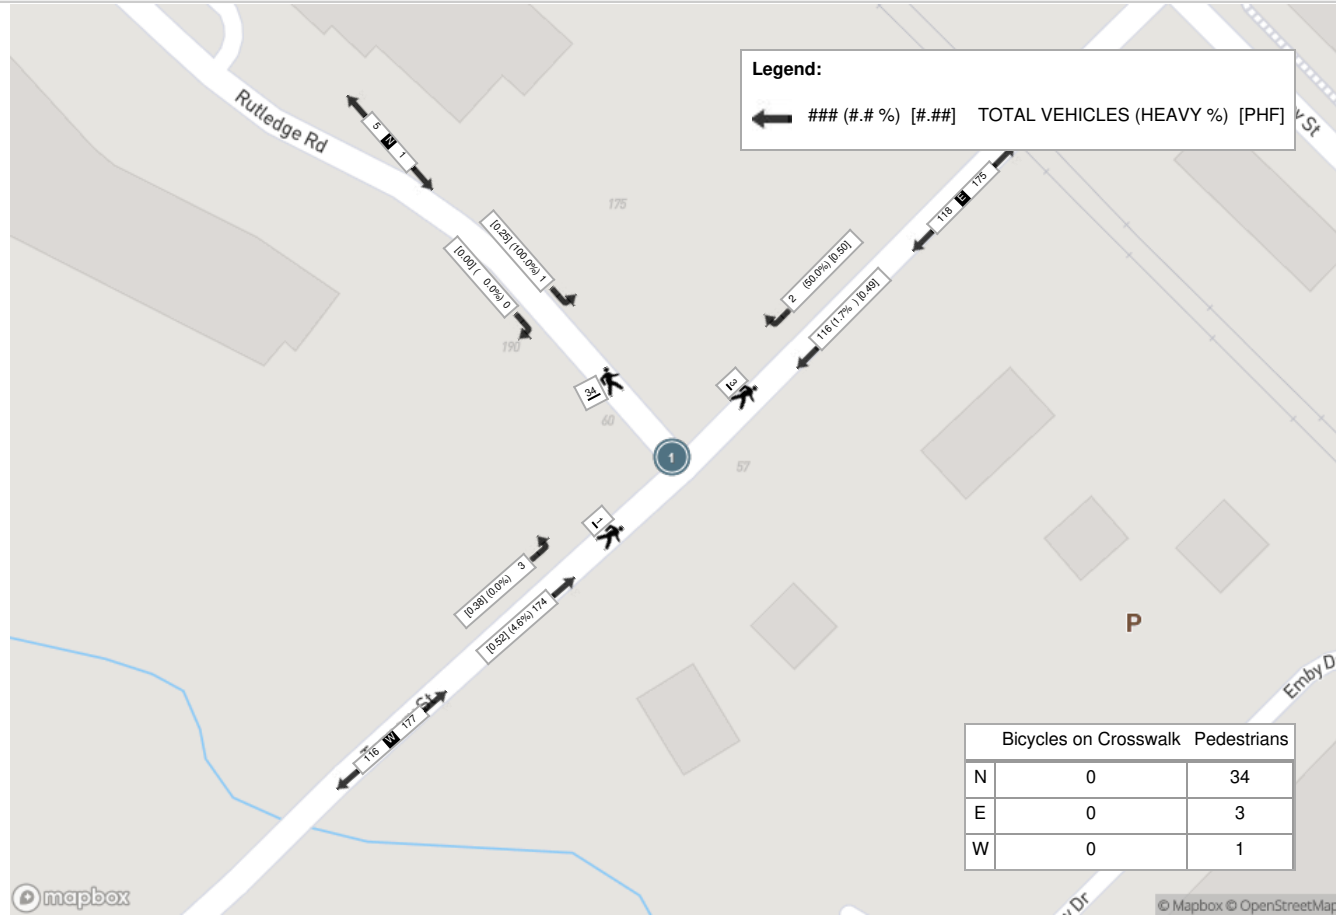 Legend:
### (#.# %) [#.##] TOTAL VEHICLES (HEAVY %) [PHF]
y St
Rutledge Rd
5 N 1
175
118 E 175
[0.25] (100.0%) 1
[0.00] ( 0.0%) 0
2 (50.0%) [0.50]
116 (1.7% ) [0.49]
190
34
3
60
1
57
1
[0.38] (0.0%) 3
[0.52] (4.6%) 174
P
Emby D
St
116 W 177
Bicycles on Crosswalk Pedestrians
N 0 34
E 0 3
W 0 1
mapbox
y Dr
© Mapbox © OpenStreetMap